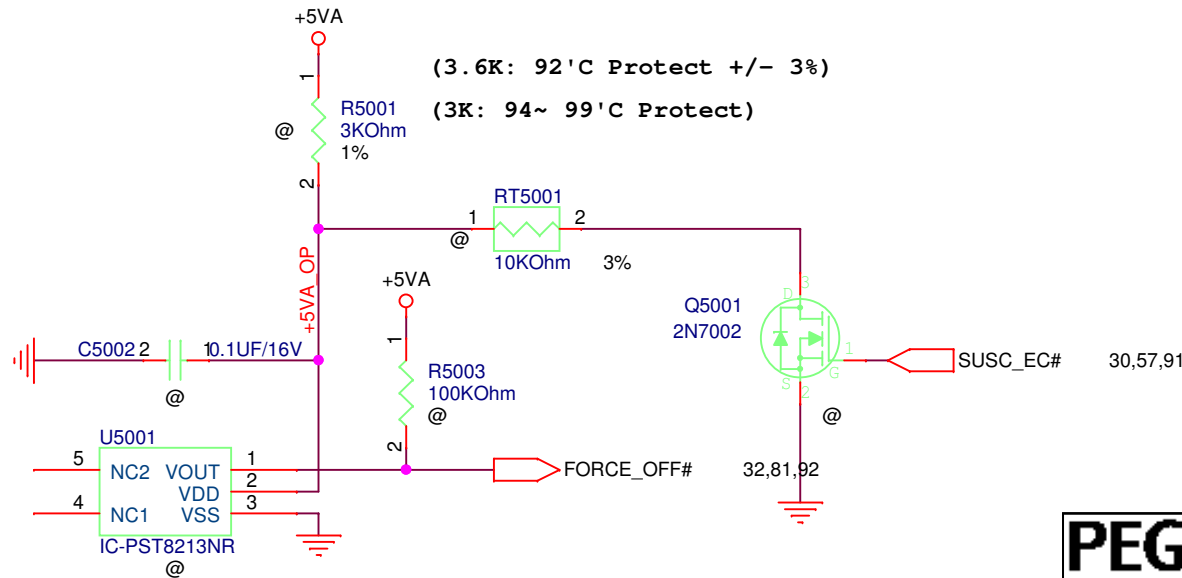 +5VA
(3.6K: 92'C Protect +/- 3%)
(3K: 94~ 99'C Protect)
1
R5001
@
3KOhm
1%
2
RT5001
1
2
@
10KOhm
3%
+5VA_OP
+5VA
3
D
Q5001
2N7002
1
G
S
2
@
SUSC_EC#
30,57,91
C5002
2
1
0.1UF/16V
@
1
R5003
100KOhm
@
2
U5001
5
NC2
VOUT
1
VDD
2
4
NC1
VSS
3
IC-PST8213NR
@
FORCE_OFF#
32,81,92
PEG